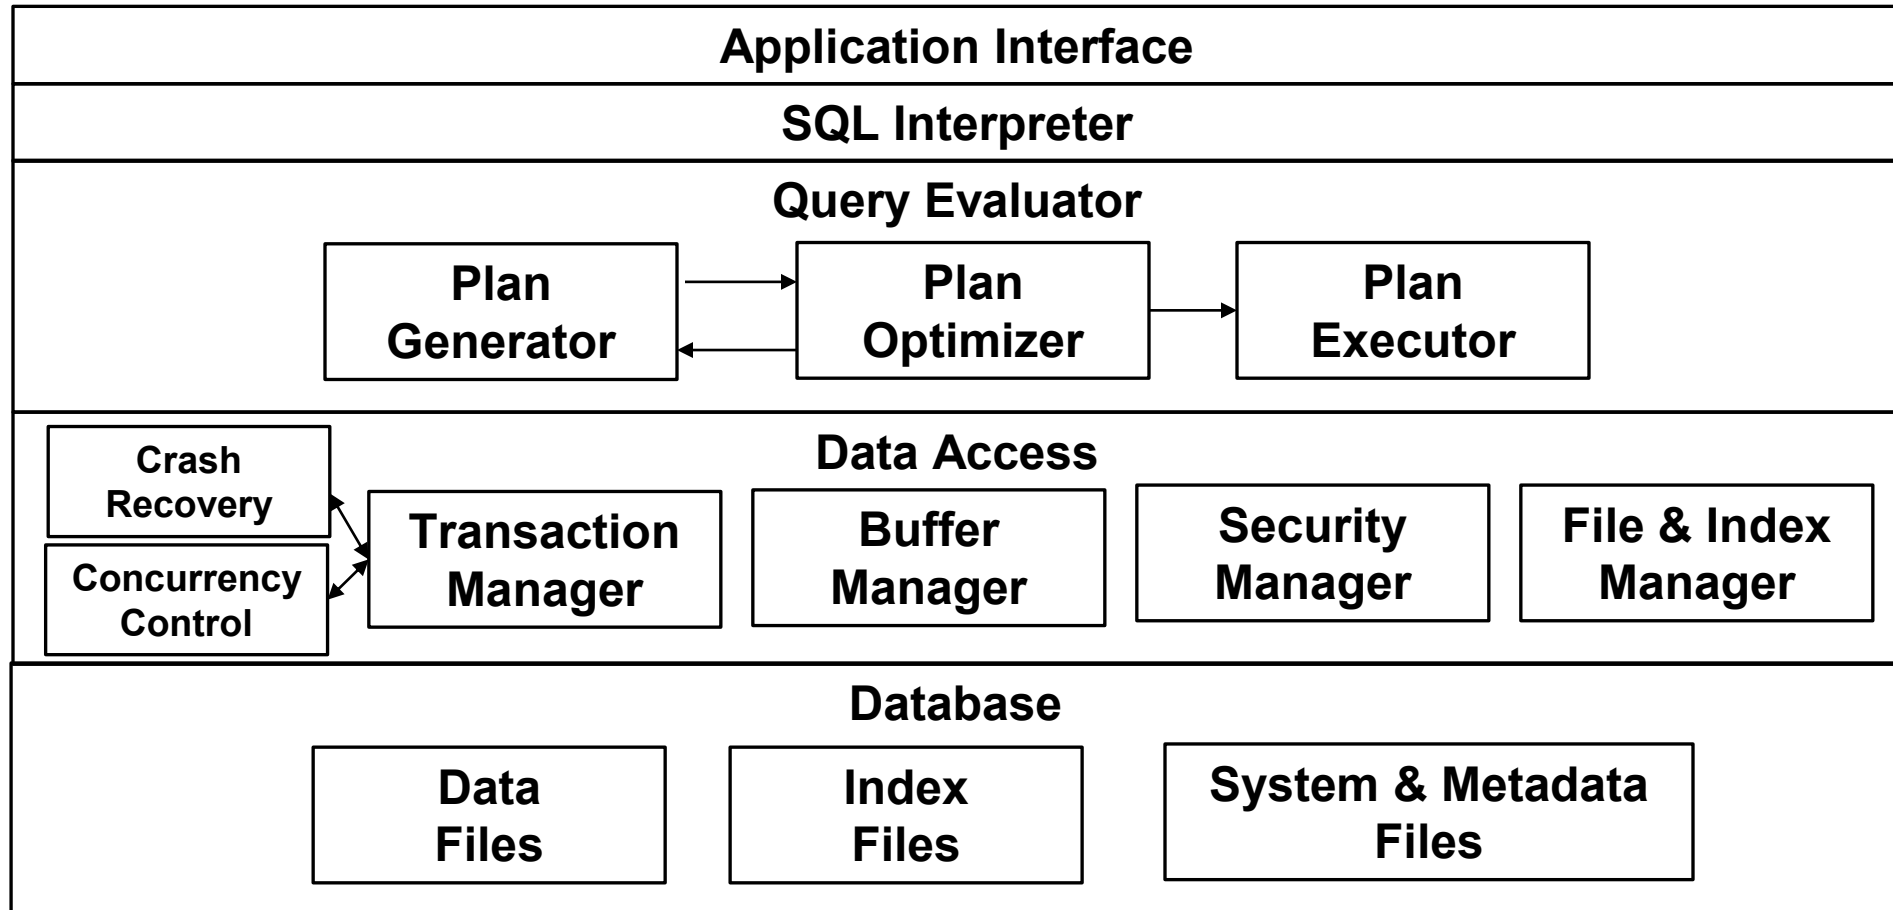 Application Interface
SQL Interpreter
Query Evaluator
Plan
Generator
Plan
Optimizer
Plan
Executor
Data Access
Crash
Recovery
Concurrency
Control
Transaction
Manager
Buffer
Manager
Security
Manager
File & Index
Manager
Database
Data
Files
Index
Files
System & Metadata
Files